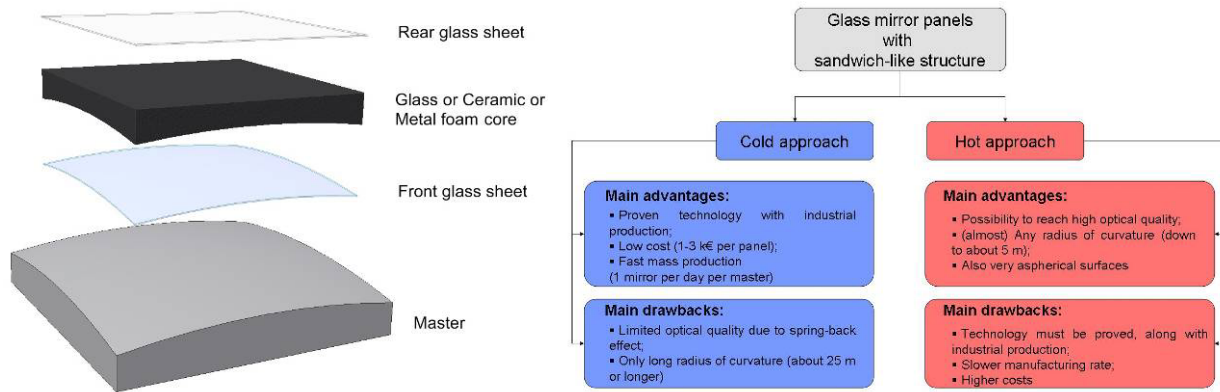 Rear glass sheet
Glass or Ceramic or
Metal foam core
Front glass sheet
Master
Glass mirror panels
with
sandwich-like structure
Cold approach
Hot approach
Main advantages:
▪ Proven technology with industrial
production;
▪ Low cost (1-3 k€ per panel);
▪ Fast mass production
(1 mirror per day per master)
Main drawbacks:
▪ Limited optical quality due to spring-back
effect;
▪ Only long radius of curvature (about 25 m
or longer)
Main advantages:
▪ Possibility to reach high optical quality;
▪ (almost) Any radius of curvature (down
to about 5 m);
▪ Also very aspherical surfaces
Main drawbacks:
▪ Technology must be proved, along with
industrial production;
▪ Slower manufacturing rate;
▪ Higher costs